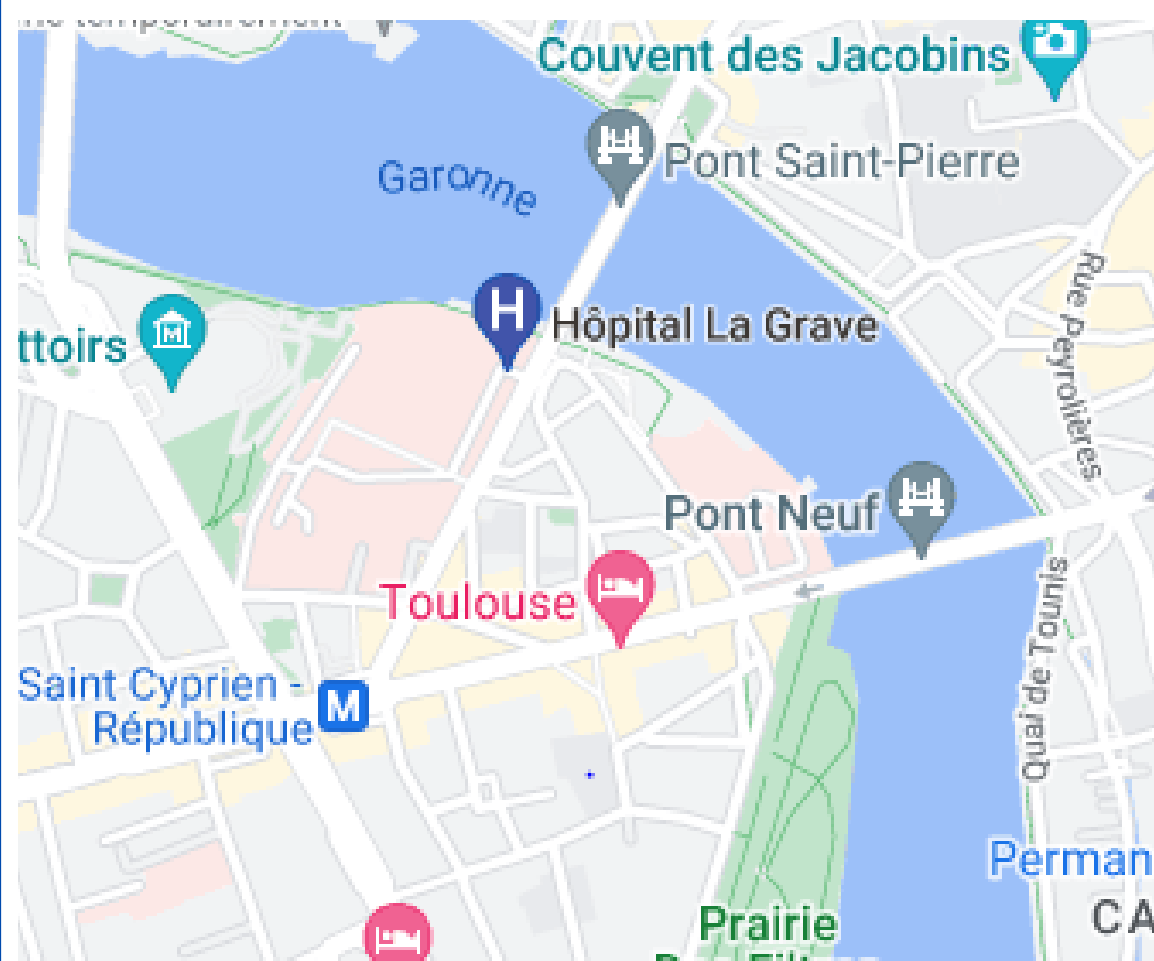 temporairement
Couvent des Jacobins
Pont Saint-Pierre
Garonne
Rue Peyrolières
H
Hôpital La Grave
ttoirs
M
Pont Neuf
Toulouse
Quai de Tounis
Saint Cyprien -
République
M
Perman
CA
Prairie